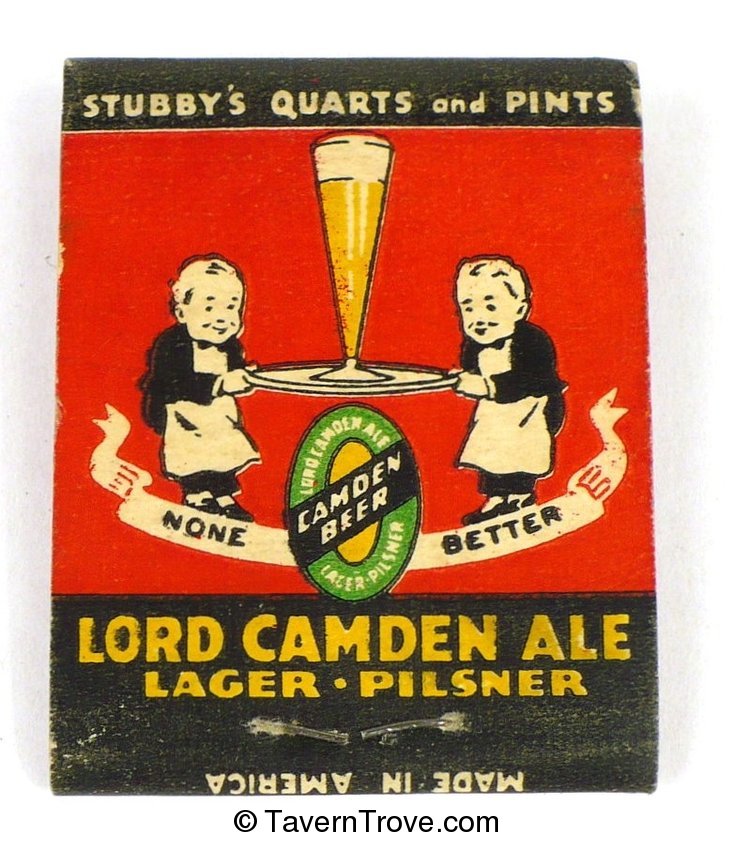 STUBBY'S QUARTS and PINTS
LORD CAMDEN ALE
CAMDEN
BEER
LAGER·PILSNER
NONE
BETTER
LORD CAMDEN ALE
LAGER · PILSNER
MADE IN AMERICA
© TavernTrove.com